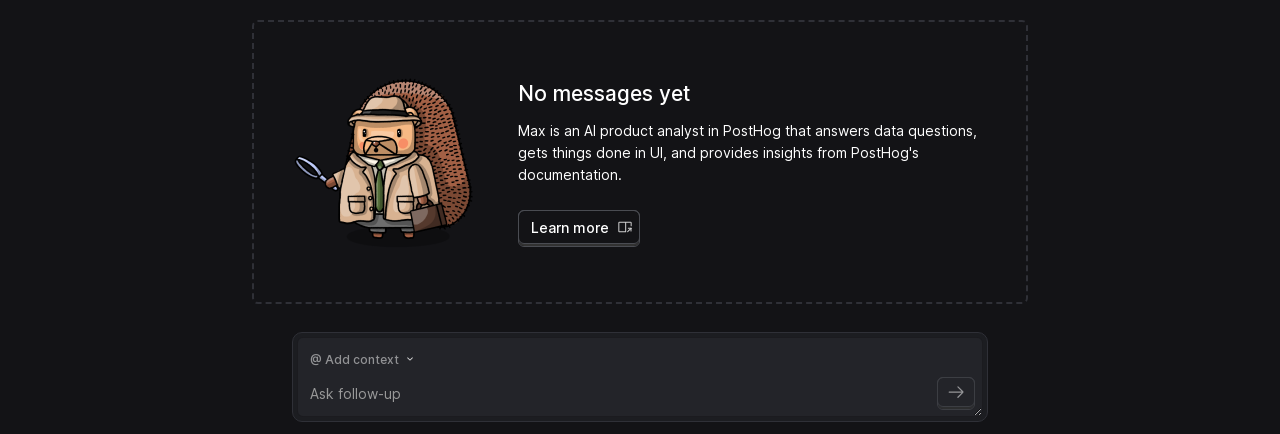 No messages yet
Max is an AI product analyst in PostHog that answers data questions,
gets things done in UI, and provides insights from PostHog's
documentation.
Learn more
@ Add context
Ask follow-up